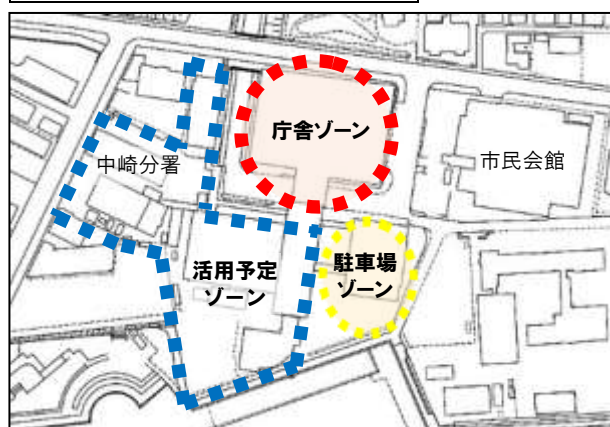 庁舎ゾーン
中崎分署
市民会館
活用予定
ゾーン
駐車場
ゾーン